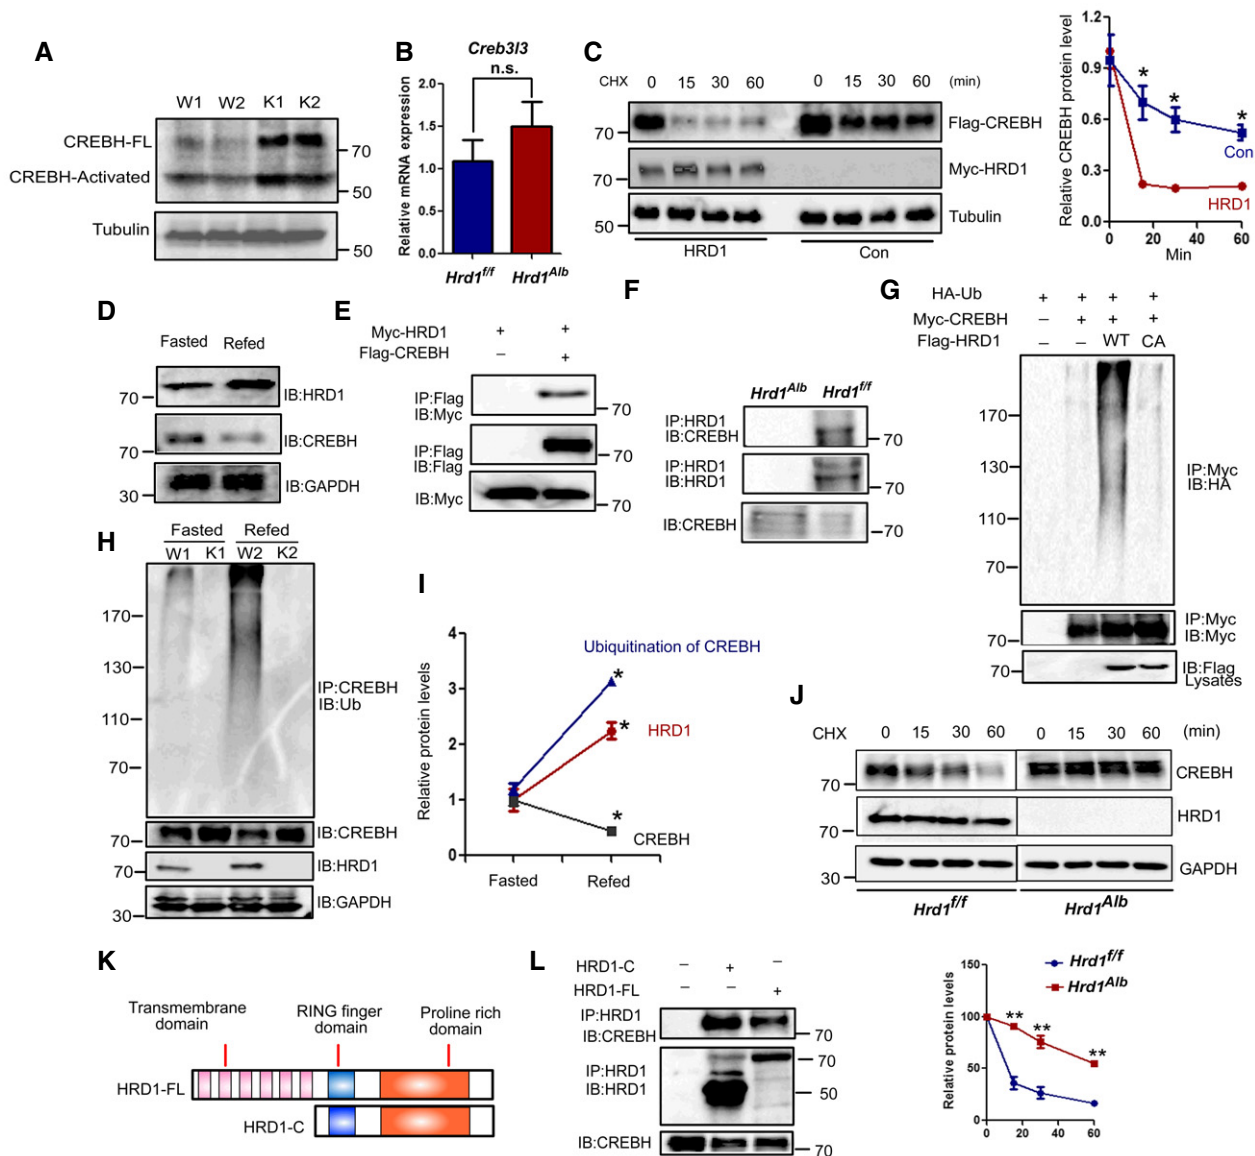 A
W1 W2 K1 K2
CREBH-FL
70
CREBH-Activated
50
Tubulin
50
B
Creb3l3
n.s.
Relative mRNA expression
2.0
1.5
1.0
0.5
0.0
Hrd1f/f Hrd1Alb
C
CHX 0 15 30 60 0 15 30 60 (min)
70 Flag-CREBH
70 Myc-HRD1
50 Tubulin
HRD1 Con
Relative CREBH protein level
1.2
0.9
0.6
0.3
0.0
* * *
Con
HRD1
0 20 40 60
Min
D
Fasted Refed
70 IB:HRD1
70 IB:CREBH
30 IB:GAPDH
E
Myc-HRD1 + +
Flag-CREBH – +
IP:Flag
IB:Myc
70
IP:Flag
IB:Flag
IB:Myc
70
F
Hrd1Alb Hrd1f/f
IP:HRD1
IB:CREBH
70
IP:HRD1
IB:HRD1
70
IB:CREBH
70
G
HA-Ub + + + +
Myc-CREBH – + + +
Flag-HRD1 – – WT CA
170
130
110
70
IP:Myc
IB:HA
70
IP:Myc
IB:Myc
70
IB:Flag
Lysates
H
Fasted Refed
W1 K1 W2 K2
170
130
110
70
IP:CREBH
IB:Ub
70 IB:CREBH
70 IB:HRD1
30 IB:GAPDH
I
Relative protein levels
4
3
2
1
0
Ubiquitination of CREBH
*
* HRD1
*
CREBH
Fasted Refed
J
CHX 0 15 30 60 0 15 30 60 (min)
70 CREBH
70 HRD1
30 GAPDH
Hrd1f/f Hrd1Alb
Hrd1f/f
Hrd1Alb
Relative protein levels
150
100
50
0
** ** **
0 20 40 60
K
Transmembrane
domain
RING finger
domain
Proline rich
domain
HRD1-FL
HRD1-C
L
HRD1-C – + –
HRD1-FL – – +
IP:HRD1
IB:CREBH
70
70
IP:HRD1
IB:HRD1
50
IB:CREBH
70